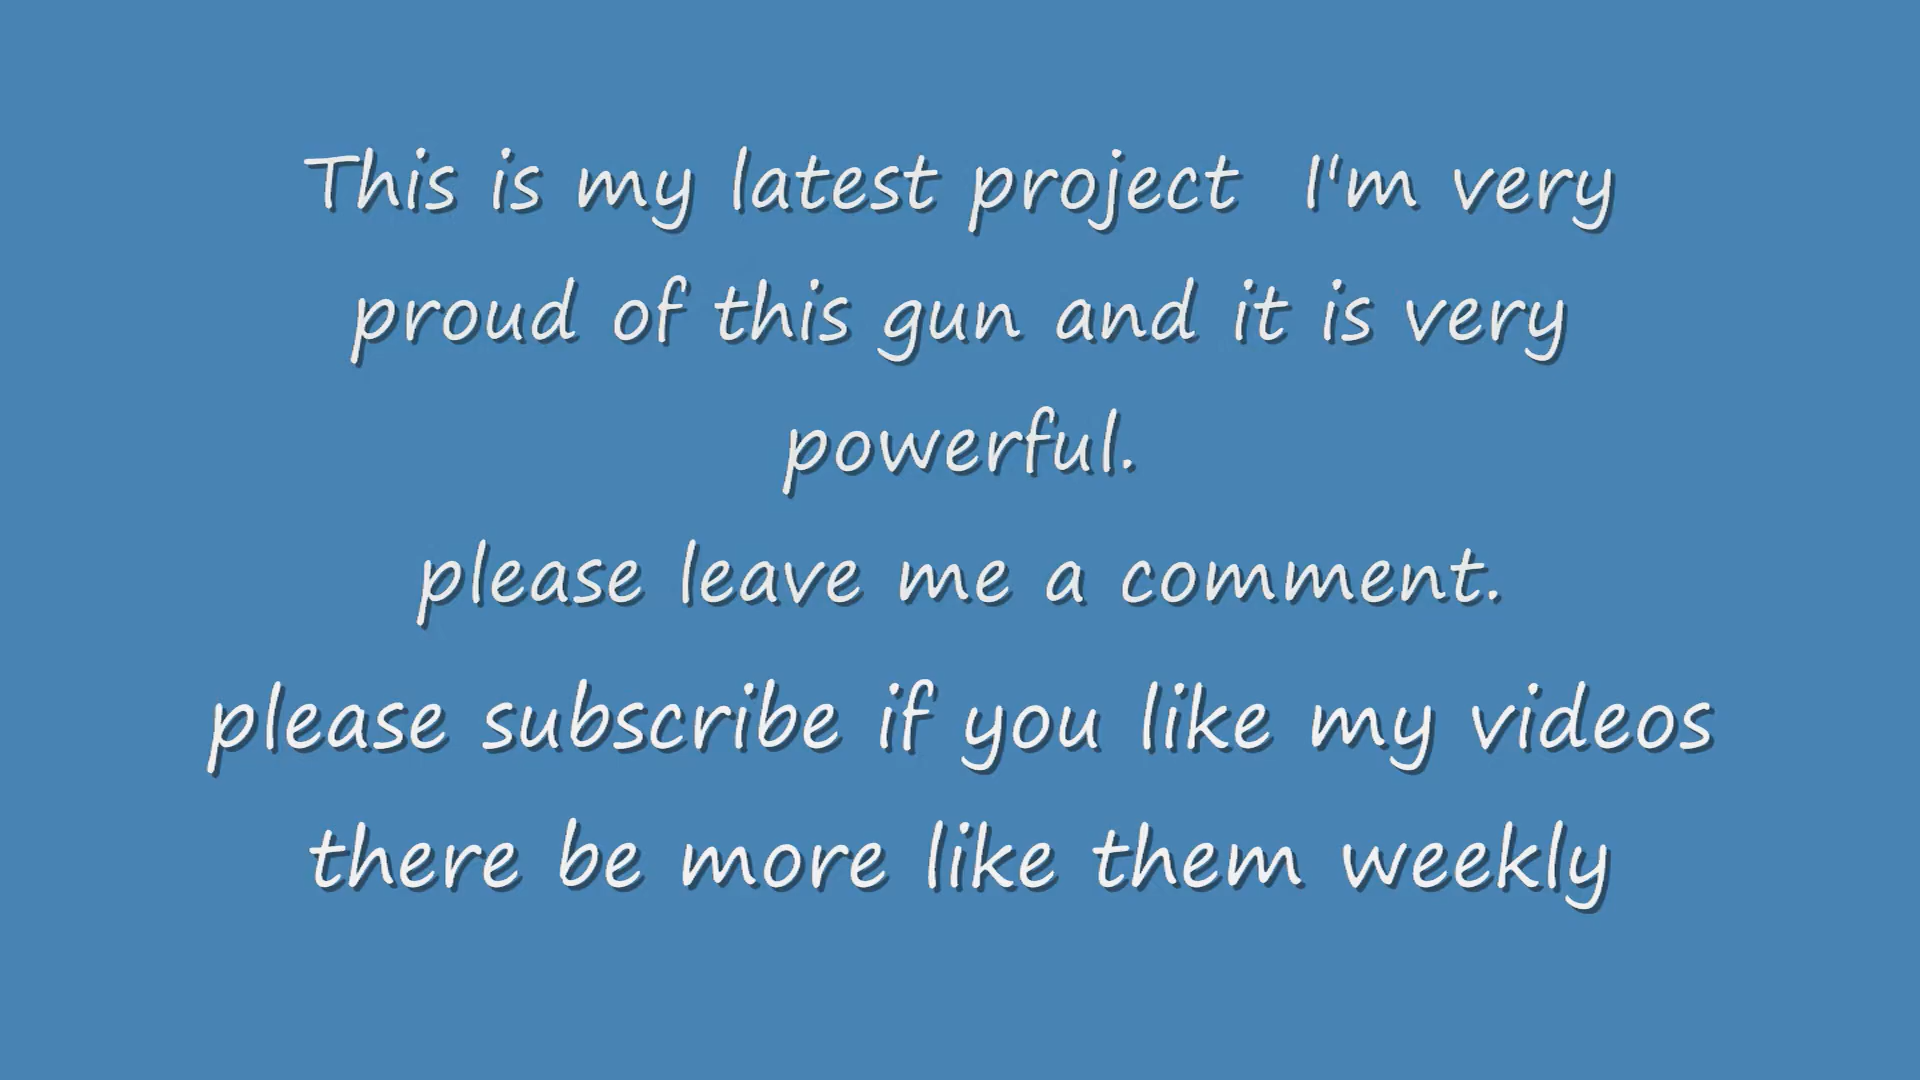 This is my latest project  I'm very
proud of this gun and it is very
powerful.
please leave me a comment.
please subscribe if you like my videos
there be more like them weekly